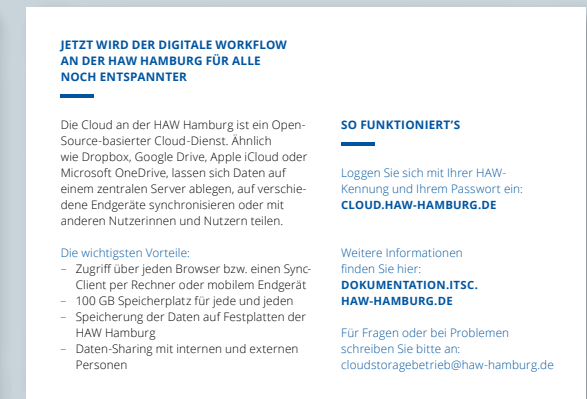 JETZT WIRD DER DIGITALE WORKFLOW
AN DER HAW HAMBURG FÜR ALLE
NOCH ENTSPANNTER
Die Cloud an der HAW Hamburg ist ein Open-
Source-basierter Cloud-Dienst. Ähnlich
wie Dropbox, Google Drive, Apple iCloud oder
Microsoft OneDrive, lassen sich Daten auf
einem zentralen Server ablegen, auf verschie-
dene Endgeräte synchronisieren oder mit
anderen Nutzerinnen und Nutzern teilen.
Die wichtigsten Vorteile:
– Zugriff über jeden Browser bzw. einen Sync-
Client per Rechner oder mobilem Endgerät
– 100 GB Speicherplatz für jede und jeden
– Speicherung der Daten auf Festplatten der
HAW Hamburg
– Daten-Sharing mit internen und externen
Personen
SO FUNKTIONIERT’S
Loggen Sie sich mit Ihrer HAW-
Kennung und Ihrem Passwort ein:
CLOUD.HAW-HAMBURG.DE
Weitere Informationen
finden Sie hier:
DOKUMENTATION.ITSC.
HAW-HAMBURG.DE
Für Fragen oder bei Problemen
schreiben Sie bitte an:
cloudstoragebetrieb@haw-hamburg.de